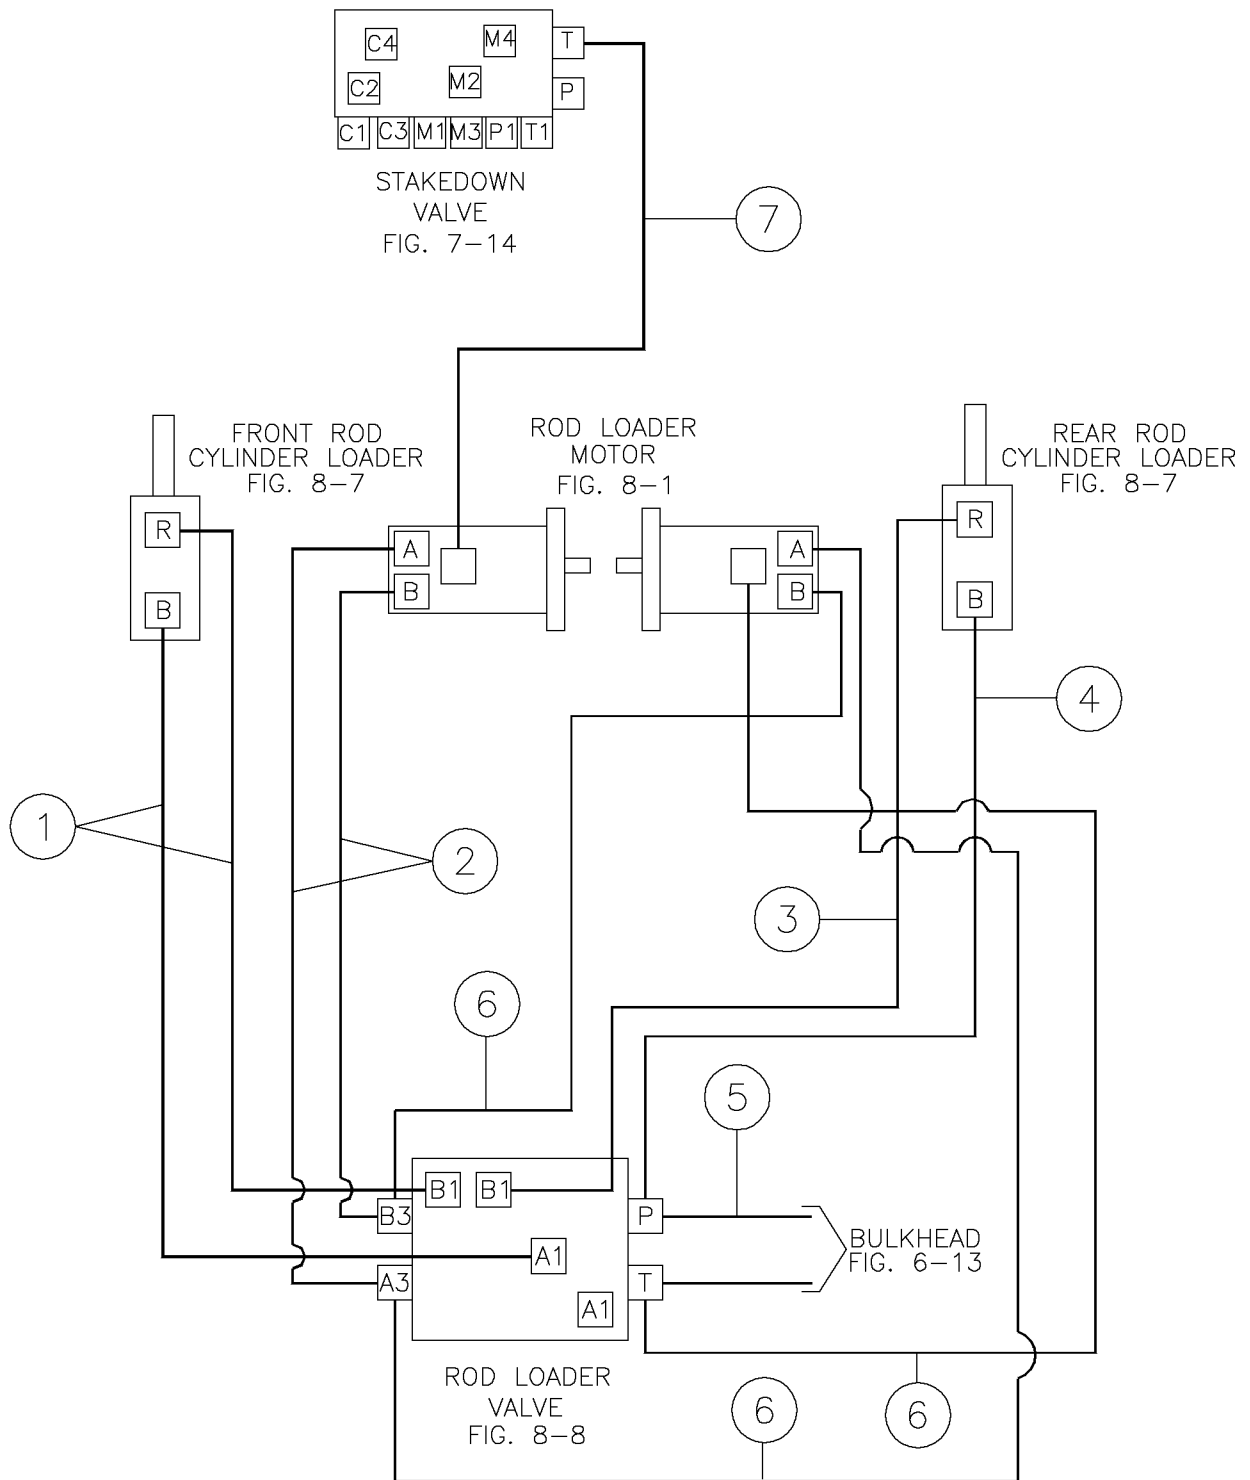 C4
M4
T
C2
M2
P
C1 C3 M1 M3 P1 T1
STAKEDOWN
VALVE
FIG. 7-14
7
FRONT ROD
CYLINDER LOADER
FIG. 8-7
ROD LOADER
MOTOR
FIG. 8-1
REAR ROD
CYLINDER LOADER
FIG. 8-7
R
B
A
B
A
B
R
B
4
1
2
3
6
5
B1
B1
B3
P
A1
A3
T
A1
BULKHEAD
FIG. 6-13
ROD LOADER
VALVE
FIG. 8-8
6
6